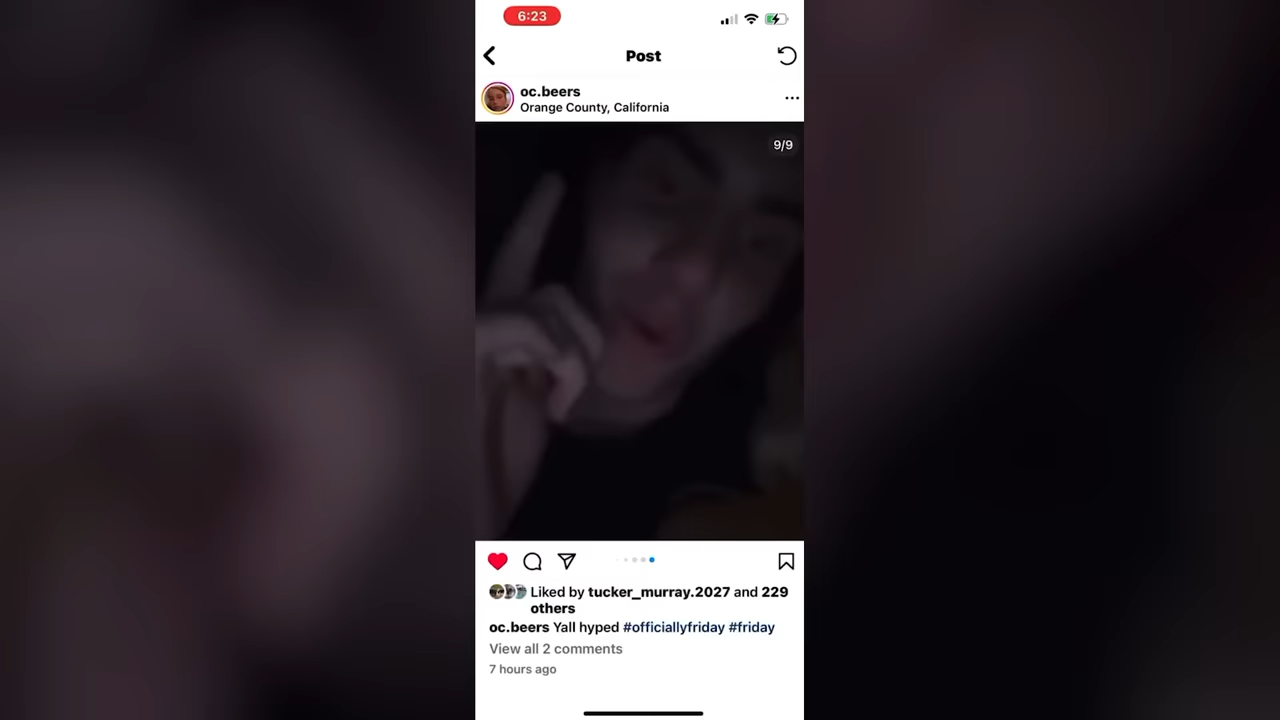 6:23
Post
oc.beers
Orange County, California
9/9
Liked by tucker_murray.2027 and 229
others
oc.beers Yall hyped #officiallyfriday #friday
View all 2 comments
7 hours ago